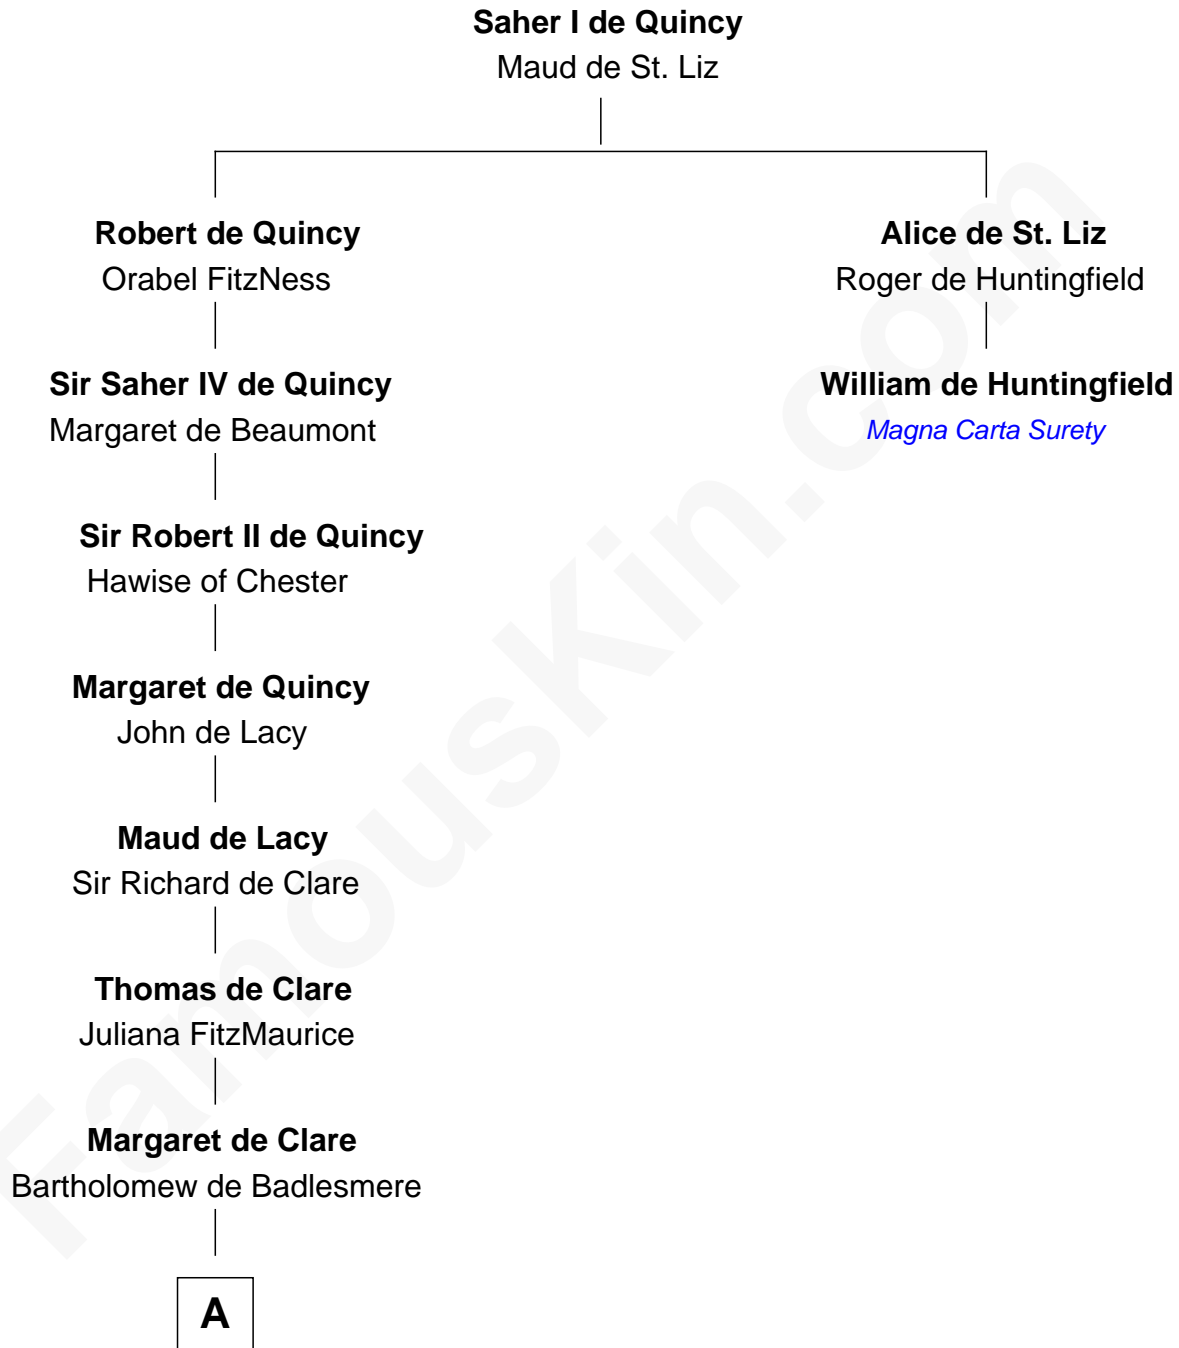 Saher I de Quincy
Maud de St. Liz
Robert de Quincy
Orabel FitzNess
Alice de St. Liz
Roger de Huntingfield
Sir Saher IV de Quincy
Margaret de Beaumont
William de Huntingfield
Magna Carta Surety
Sir Robert II de Quincy
Hawise of Chester
Margaret de Quincy
John de Lacy
Maud de Lacy
Sir Richard de Clare
Thomas de Clare
Juliana FitzMaurice
Margaret de Clare
Bartholomew de Badlesmere
A
FamousKin.com